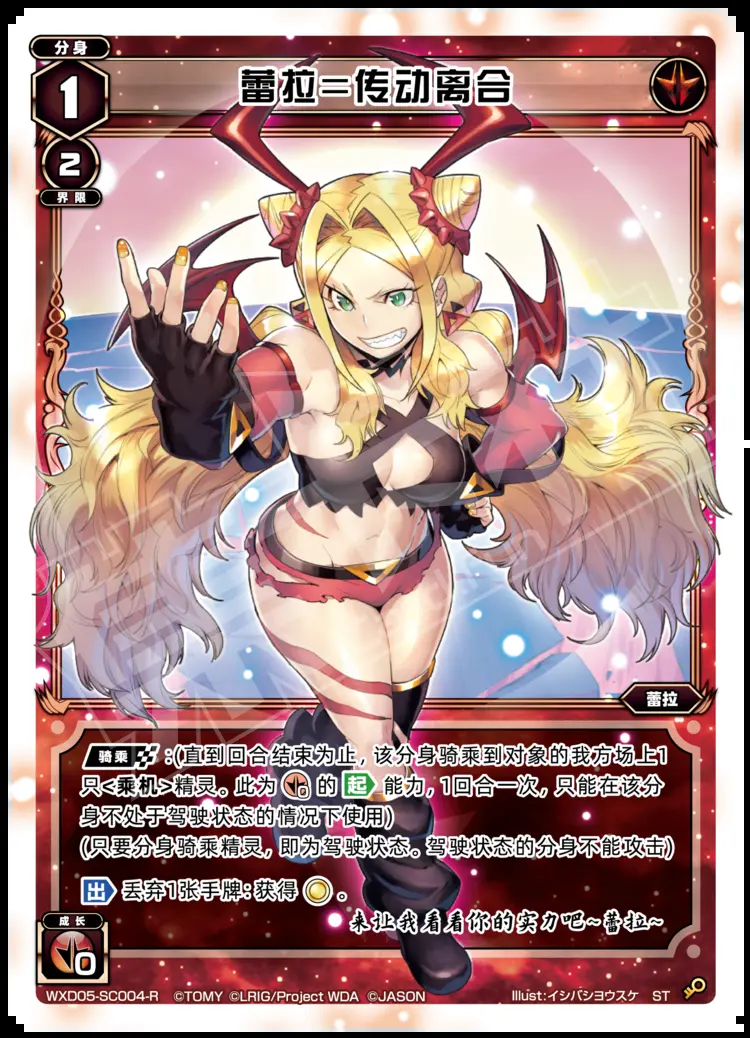 分身
1
蕾拉＝传动离合
2
界限
蕾拉
骑乘:(直到回合结束为止，该分身骑乘到对象的我方场上1
只<乘机>精灵。此为0的起能力，1回合一次，只能在该分
身不处于驾驶状态的情况下使用)
(只要分身骑乘精灵，即为驾驶状态。驾驶状态的分身不能攻击)
出 丢弃1张手牌:获得。
来让我看看你的实力吧~蕾拉~
成长
0
WXD05-SC004-R ©TOMY ©LRIG/Project WDA ©JASON Illust:イシバシヨウスケ ST